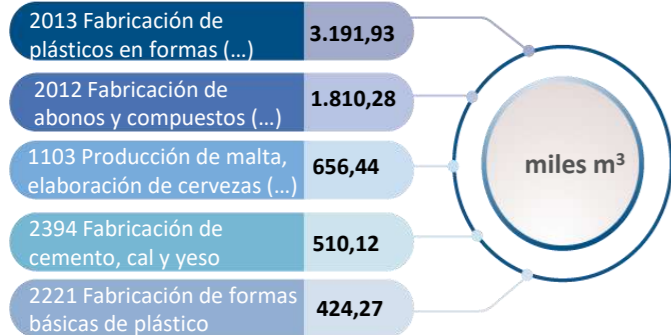 2013 Fabricación de
plásticos en formas (…)
3.191,93
2012 Fabricación de
abonos y compuestos (…)
1.810,28
1103 Producción de malta,
elaboración de cervezas (…)
656,44
2394 Fabricación de
cemento, cal y yeso
510,12
2221 Fabricación de formas
básicas de plástico
424,27
miles m³